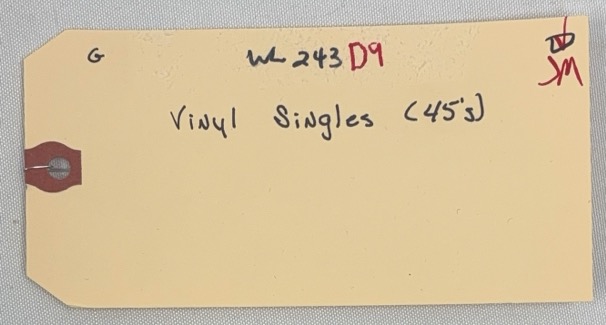 G WL 243 D9 JM
Vinyl Singles (45's)